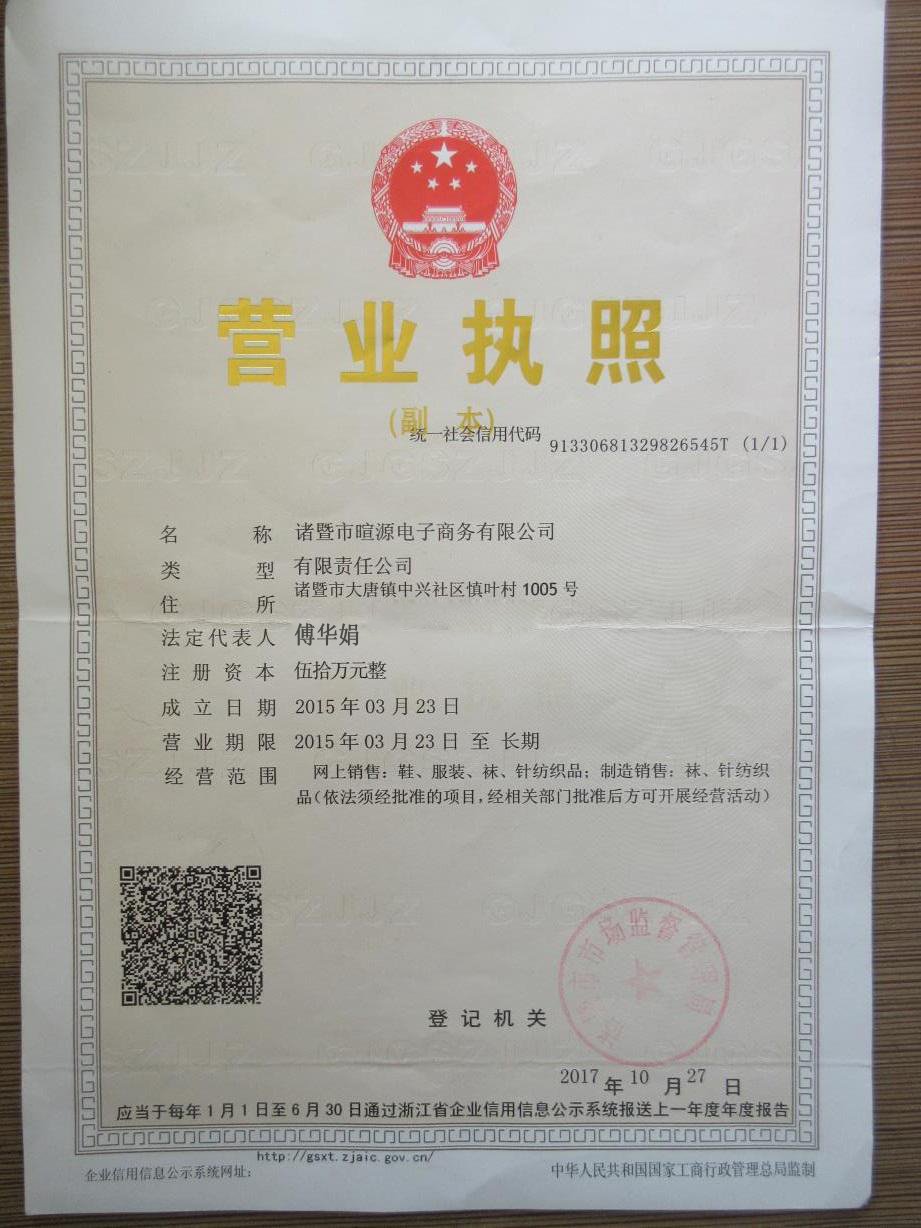 营业执照
(副 本)
统一社会信用代码 91330681329826545T (1/1)
名称 诸暨市暄源电子商务有限公司
类型 有限责任公司
住所 诸暨市大唐镇中兴社区慎叶村 1005 号
法定代表人 傅华娟
注册资本 伍拾万元整
成立日期 2015 年 03 月 23 日
营业期限 2015 年 03 月 23 日 至 长期
经营范围 网上销售：鞋、服装、袜、针纺织品；制造销售：袜、针纺织
品（依法须经批准的项目，经相关部门批准后方可开展经营活动）
诸暨市市场监督管理局
登记机关
2017 年 10 月 27 日
应当于每年1月1日至6月30日通过浙江省企业信用信息公示系统报送上一年度年度报告
http://gsxt.zjaic.gov.cn/
企业信用信息公示系统网址：
中华人民共和国国家工商行政管理总局监制